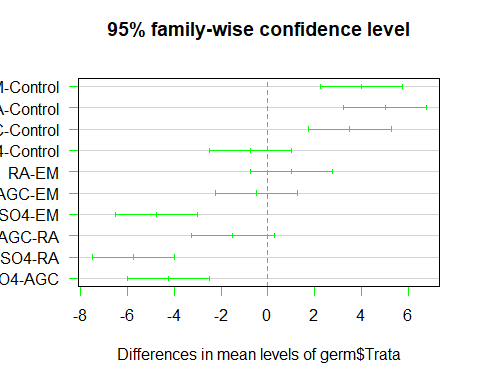 95% family-wise confidence level
M-Control
A-Control
C-Control
4-Control
RA-EM
AGC-EM
SO4-EM
AGC-RA
SO4-RA
O4-AGC
-8 -6 -4 -2 0 2 4 6
Differences in mean levels of germ$Trata